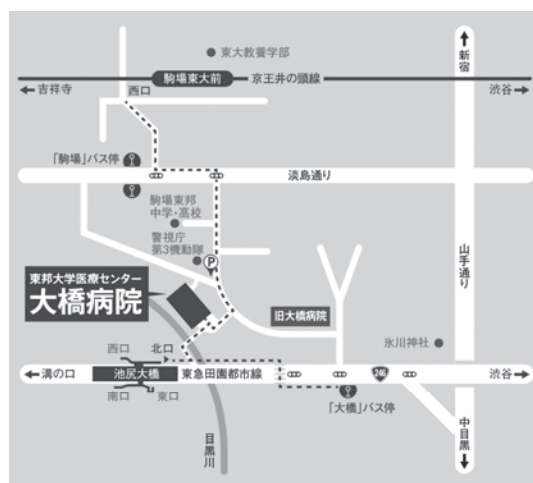 新宿
東大教養学部
駒場東大前
京王井の頭線
←吉祥寺
西口
渋谷→
「駒場」バス停
淡島通り
駒場東邦
中学・高校
警視庁
第3機動隊
P
山手通り
東邦大学医療センター
大橋病院
旧大橋病院
氷川神社
西口
北口
←溝の口
池尻大橋
東急田園都市線
246
渋谷→
南口
東口
「大橋」バス停
目黒川
中目黒